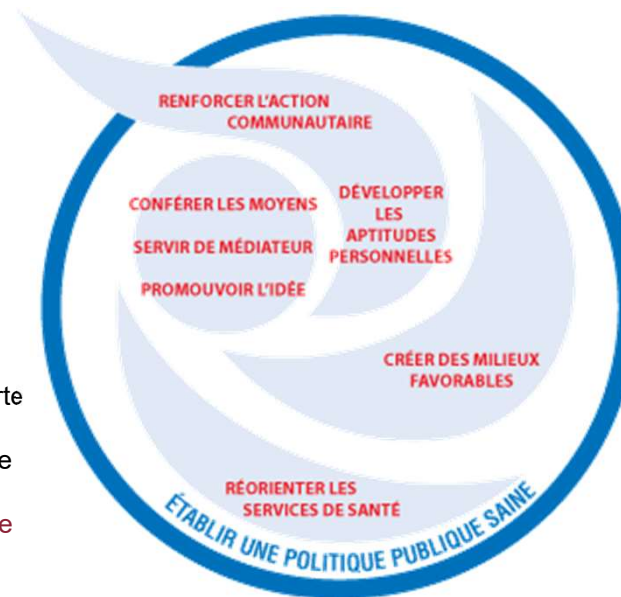 RENFORCER L'ACTION
COMMUNAUTAIRE
CONFÉRER LES MOYENS
SERVIR DE MÉDIATEUR
PROMOUVOIR L'IDÉE
DÉVELOPPER
LES
APTITUDES
PERSONNELLES
CRÉER DES MILIEUX
FAVORABLES
RÉORIENTER LES
SERVICES DE SANTÉ
ÉTABLIR UNE POLITIQUE PUBLIQUE SAINE